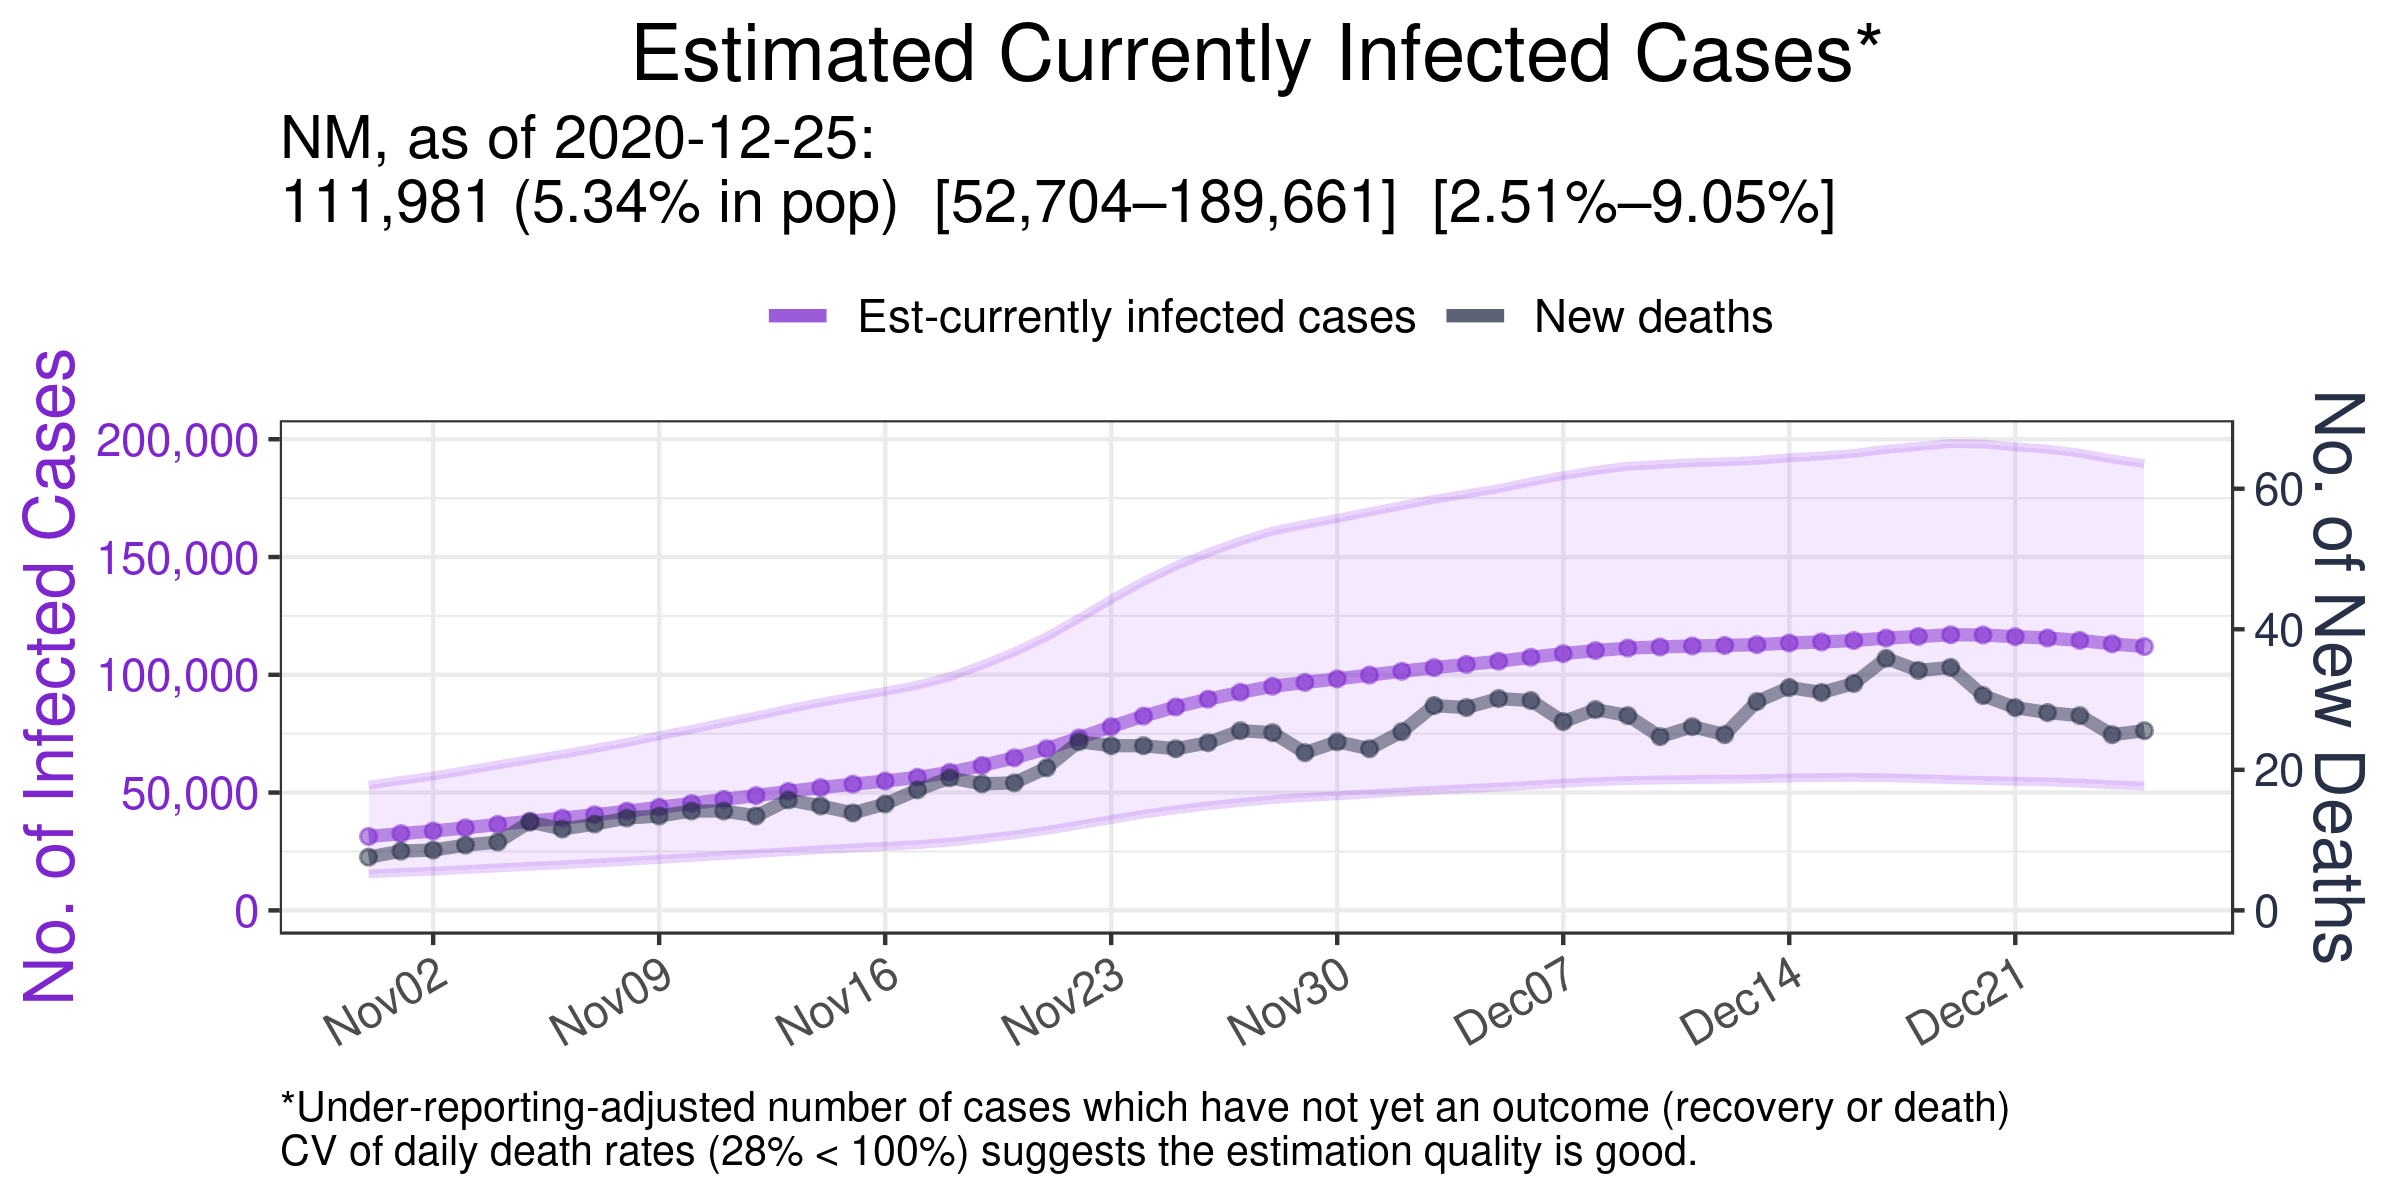 Estimated Currently Infected Cases*
NM, as of 2020-12-25:
111,981 (5.34% in pop)  [52,704–189,661]  [2.51%–9.05%]
Est-currently infected cases
New deaths
No. of Infected Cases
200,000
150,000
100,000
50,000
0
No. of New Deaths
60
40
20
0
Nov02
Nov09
Nov16
Nov23
Nov30
Dec07
Dec14
Dec21
*Under-reporting-adjusted number of cases which have not yet an outcome (recovery or death)
CV of daily death rates (28% < 100%) suggests the estimation quality is good.